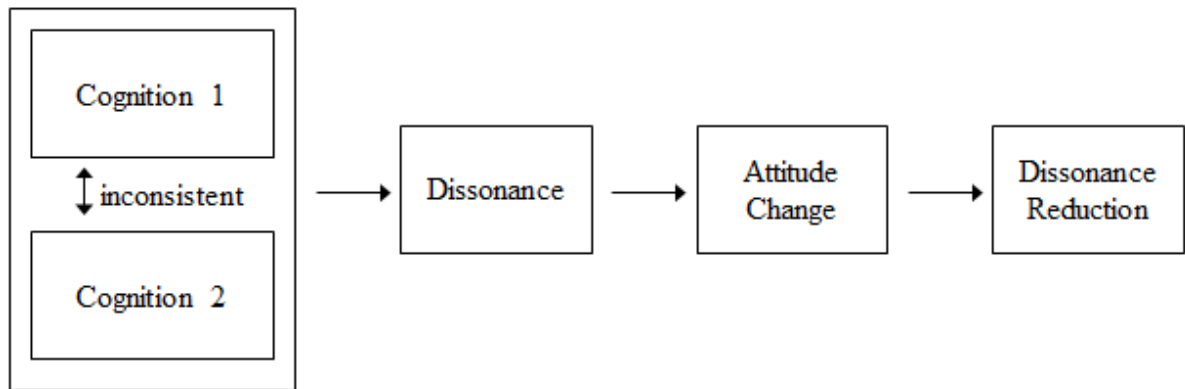 Cognition 1
inconsistent
Cognition 2
Dissonance
Attitude
Change
Dissonance
Reduction